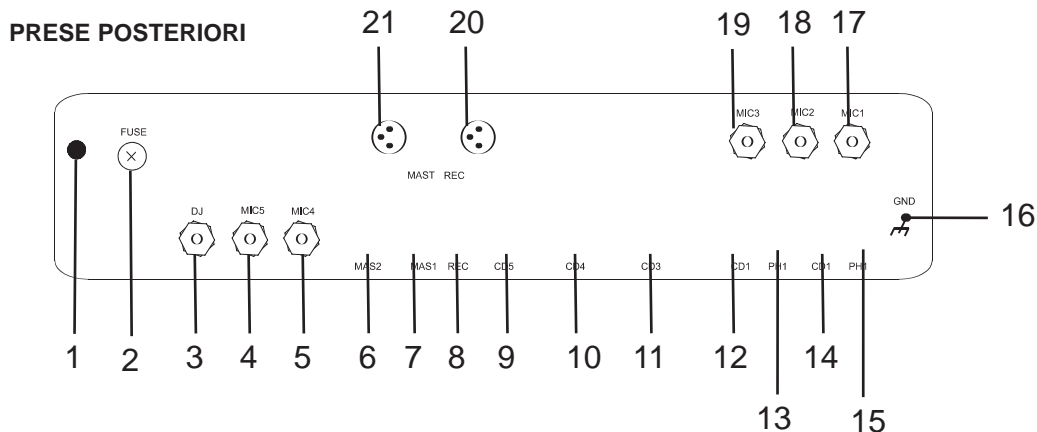 PRESE POSTERIORI
21 20 19 18 17
FUSE
MIC3 MIC2 MIC1
MAST REC
GND
16
DJ MIC5 MIC4
MAS2 MAS1 REC CD5 CD4 CD3 CD1 PH1 CD1 PH1
1 2 3 4 5 6 7 8 9 10 11 12 14
13 15